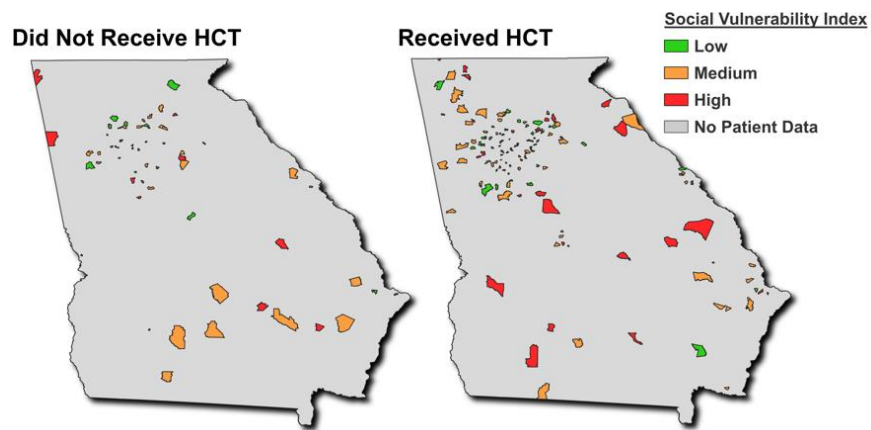 Did Not Receive HCT
Received HCT
Social Vulnerability Index
Low
Medium
High
No Patient Data